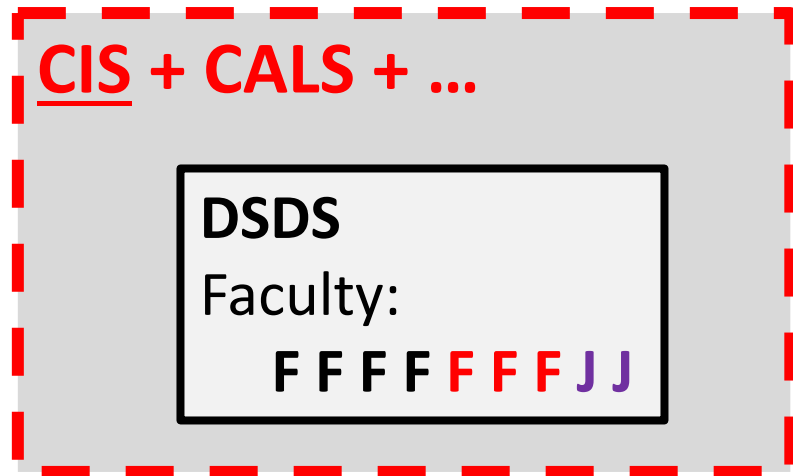 CIS + CALS + …
DSDS
Faculty:
F F F F F F F J J